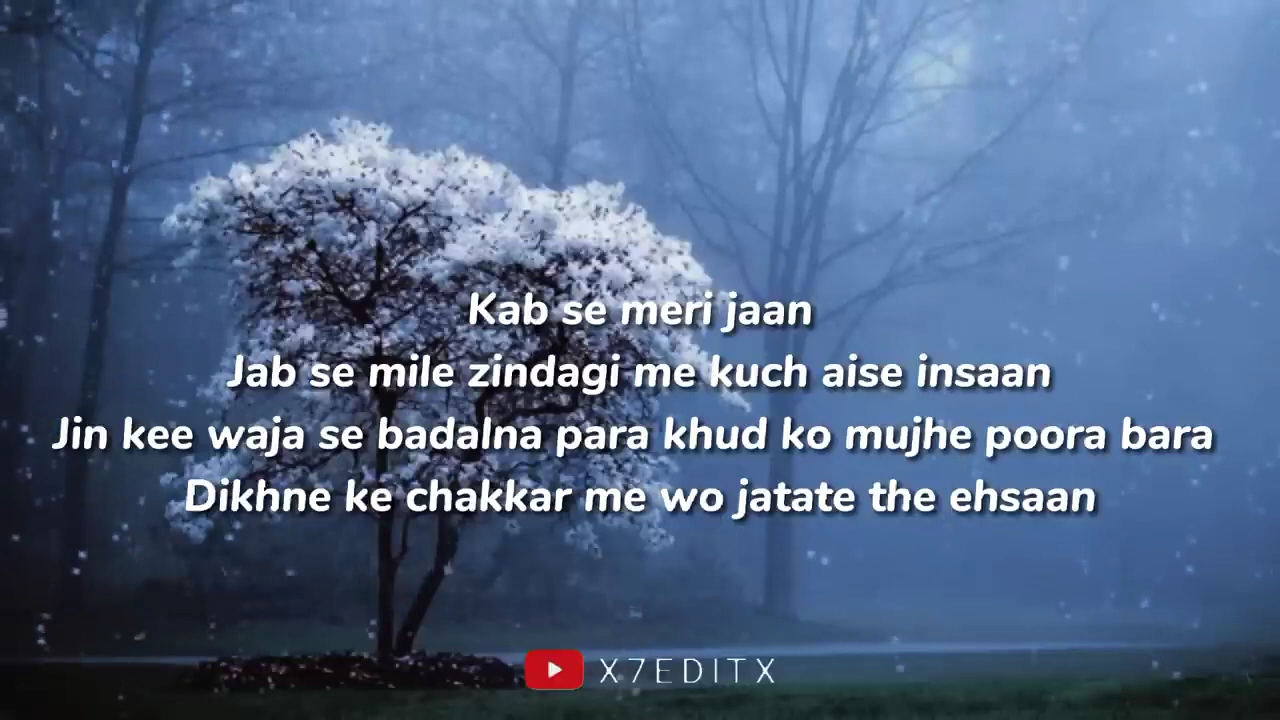 Kab se meri jaan
Jab se mile zindagi me kuch aise insaan
Jin kee waja se badalna para khud ko mujhe poora bara
Dikhne ke chakkar me wo jatate the ehsaan
X7EDITX